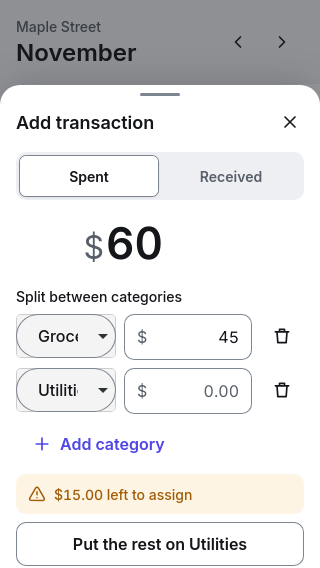 Maple Street
November
Add transaction
Spent
Received
$60
Split between categories
Groce
$ 45
Utiliti
$ 0.00
+ Add category
$15.00 left to assign
Put the rest on Utilities